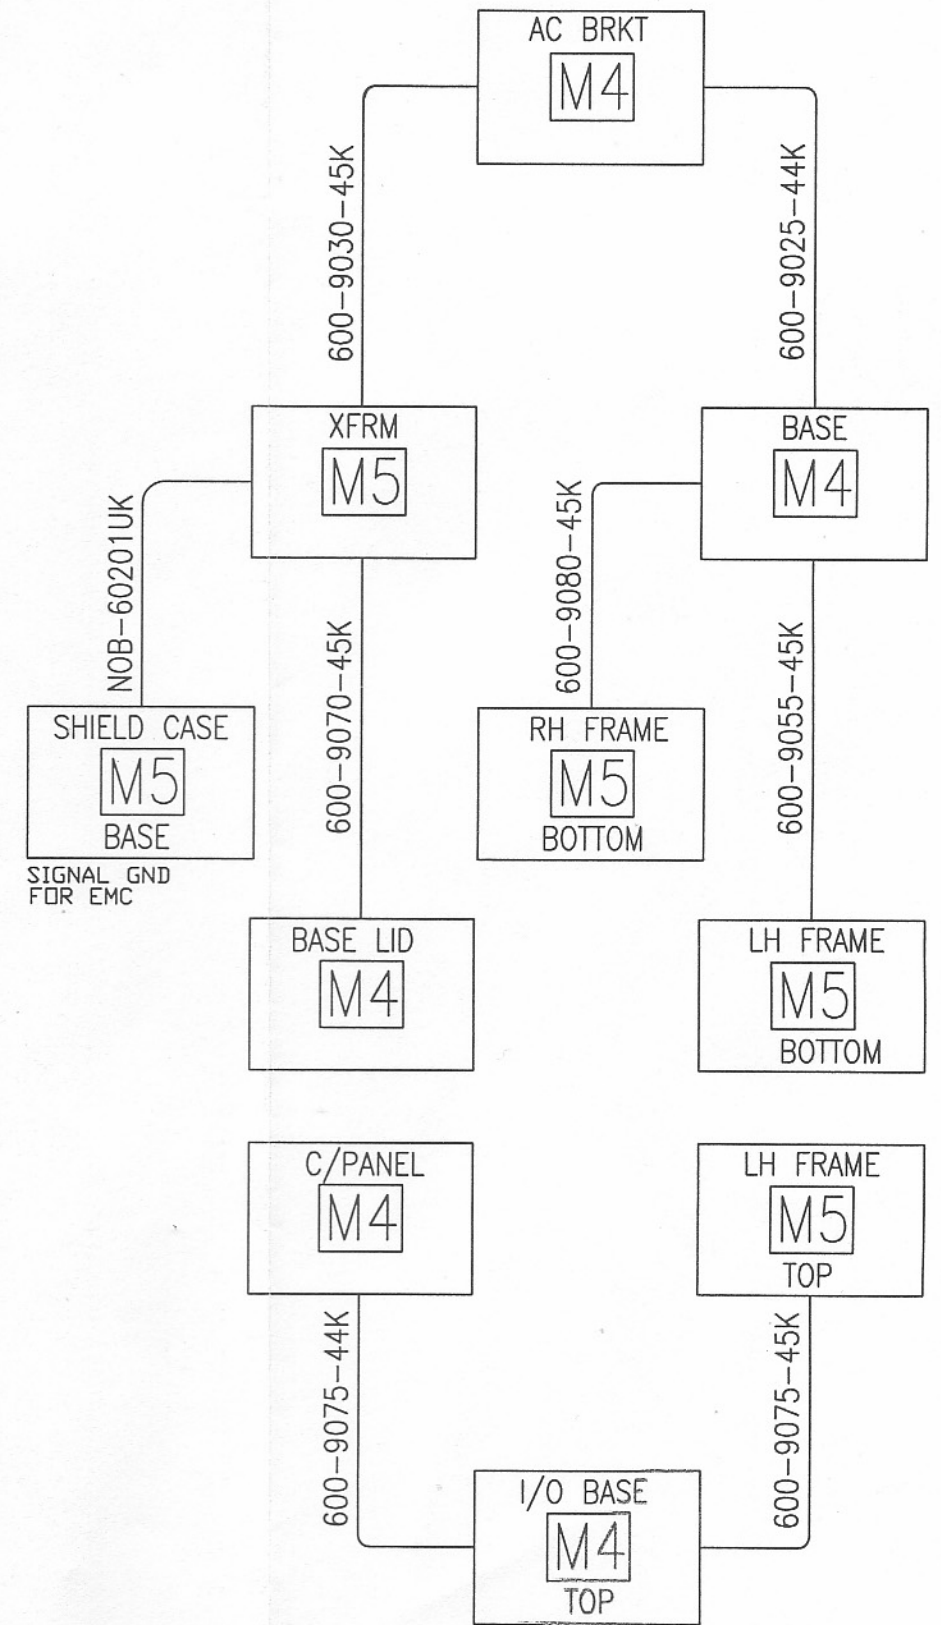 AC BRKT
M4
600-9030-45K
600-9025-44K
XFRM
M5
BASE
M4
NOB-60201UK
600-9080-45K
600-9070-45K
600-9055-45K
SHIELD CASE
M5
BASE
SIGNAL GND
FOR EMC
RH FRAME
M5
BOTTOM
BASE LID
M4
LH FRAME
M5
BOTTOM
C/PANEL
M4
LH FRAME
M5
TOP
600-9075-44K
600-9075-45K
I/O BASE
M4
TOP